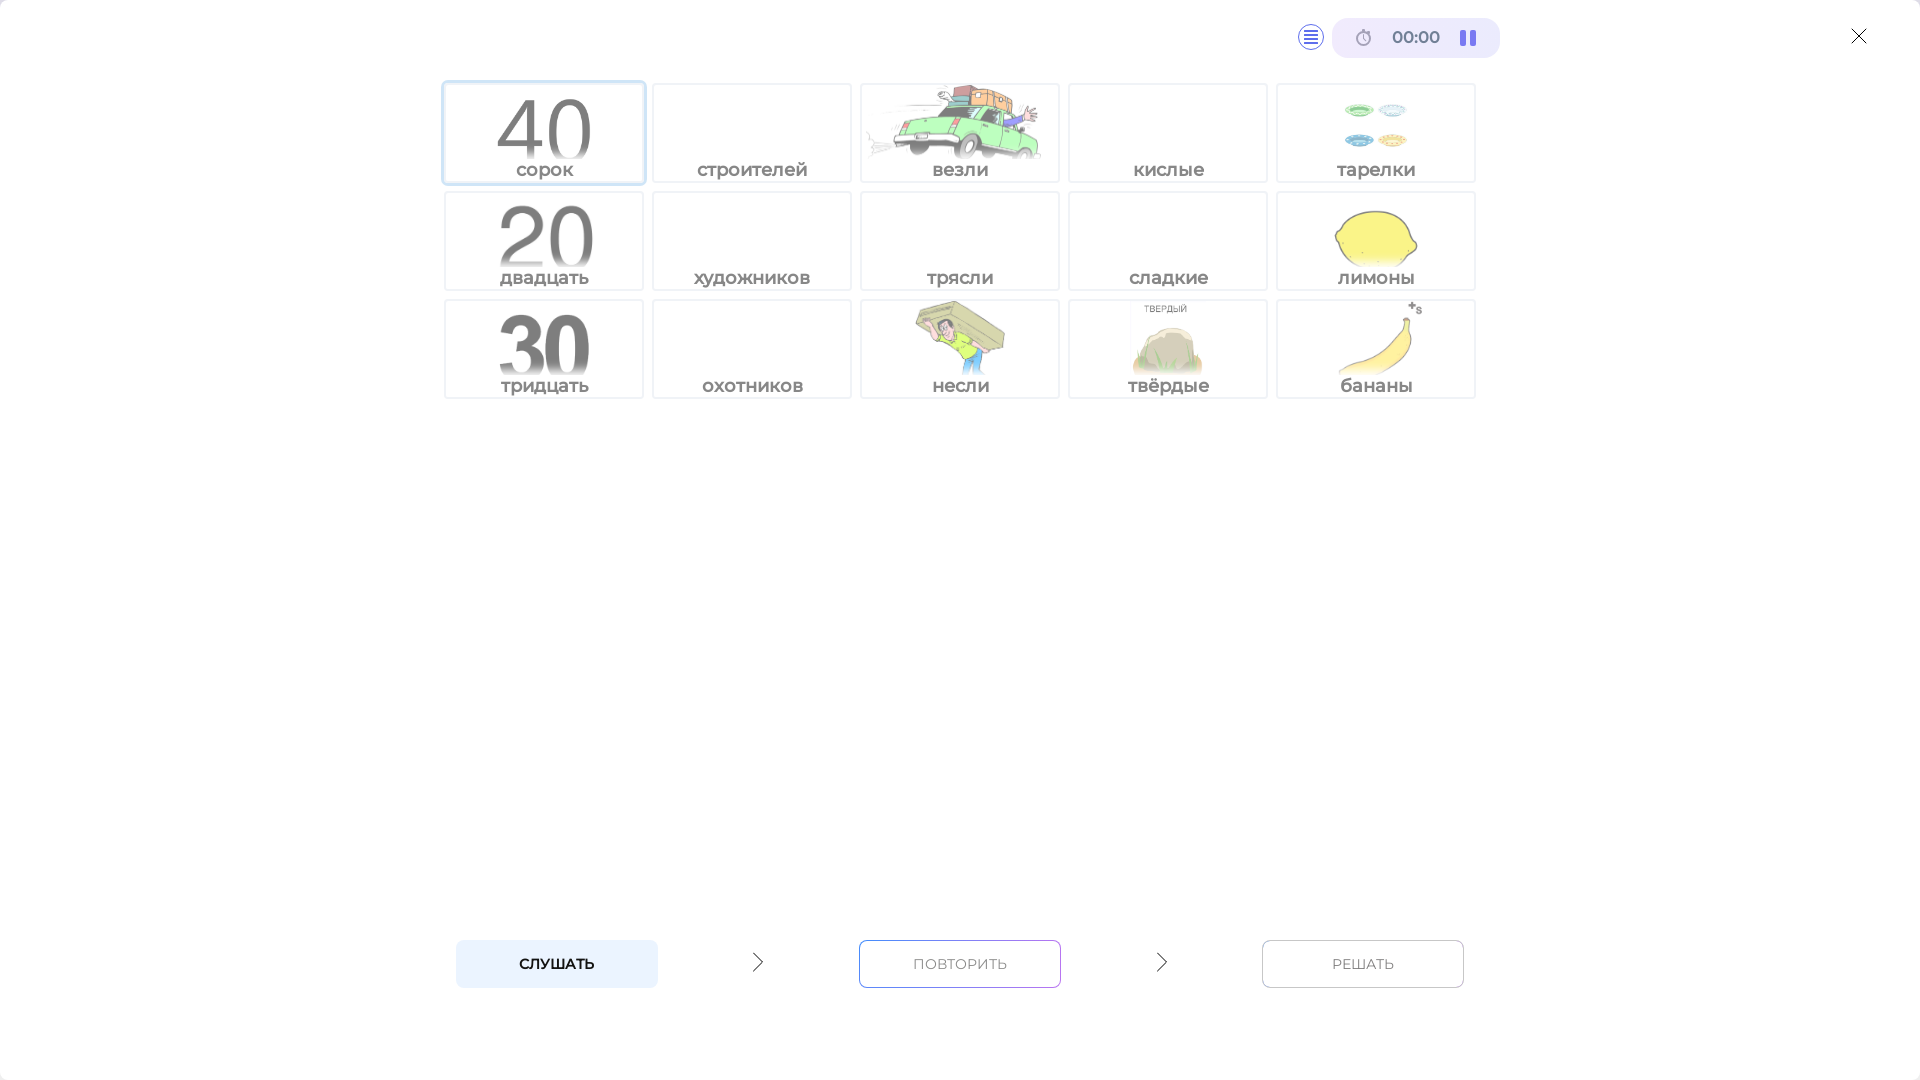 00:00
40
сорок
строителей
везли
кислые
тарелки
20
двадцать
художников
трясли
сладкие
лимоны
30
тридцать
охотников
несли
ТВЕРДЫЙ
твёрдые
+s
бананы
СЛУШАТЬ
ПОВТОРИТЬ
РЕШАТЬ